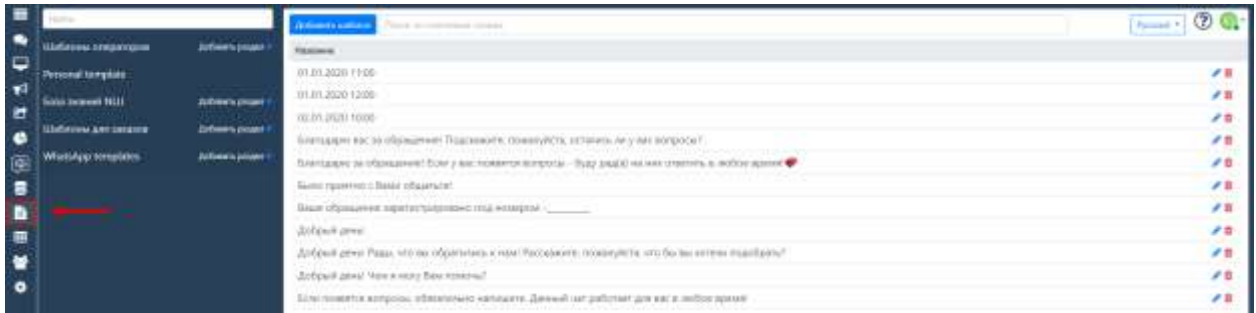 Найти
Шаблоны операторов Добавить раздел
Personal template
База знаний NLU Добавить раздел
Шаблоны для заказов Добавить раздел
WhatsApp templates Добавить раздел
Добавить шаблон Поиск по ключевым словам Русский
Название
01.01.2020 11:00
01.01.2020 12:00
02.01.2020 10:00
Благодарю вас за обращение! Подскажите, пожалуйста, остались ли у вас вопросы?
Благодарю за обращение! Если у вас появятся вопросы - буду рад(а) на них ответить в любое время!
Было приятно с Вами общаться!
Ваше обращение зарегистрировано под номером -________
Добрый день!
Добрый день! Рады, что вы обратились к нам! Расскажите, пожалуйста, что бы вы хотели подобрать?
Добрый день! Чем я могу Вам помочь?
Если появятся вопросы, обязательно напишите. Данный чат работает для вас в любое время!